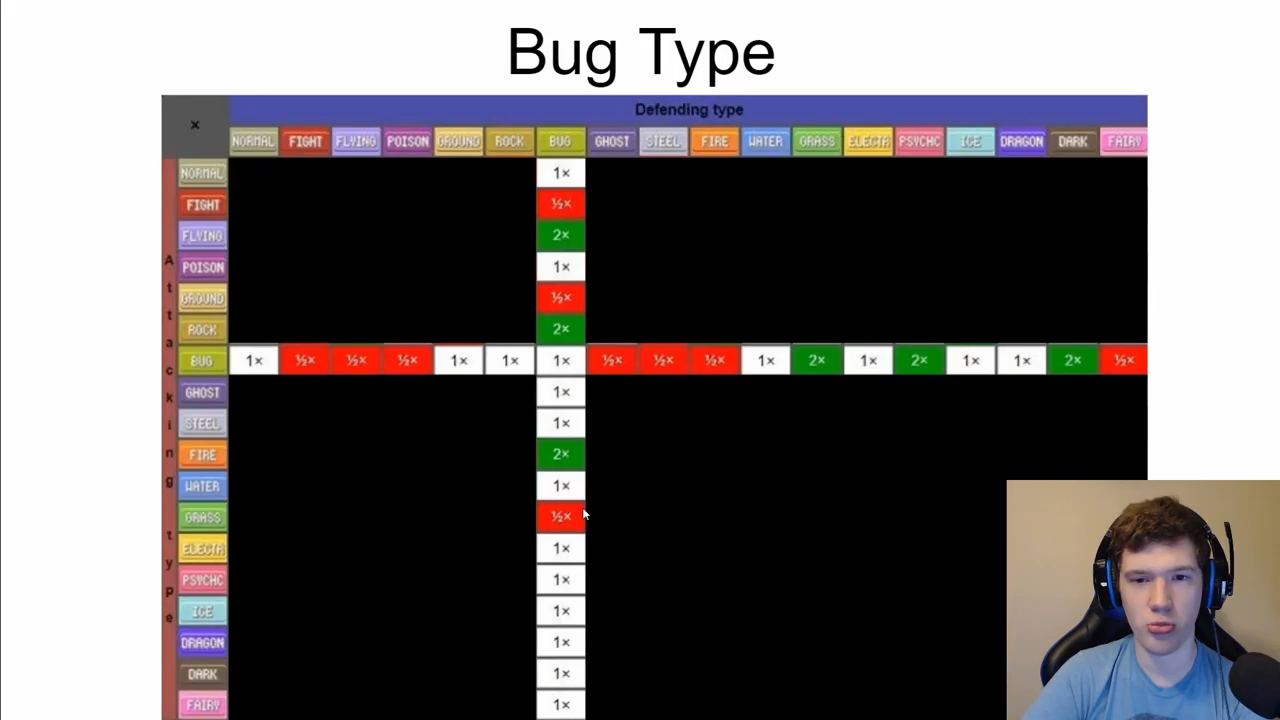 Bug Type
× Defending type
NORMAL FIGHT FLYING POISON GROUND ROCK BUG GHOST STEEL FIRE WATER GRASS ELECTR PSYCHC ICE DRAGON DARK FAIRY
Attacking type
NORMAL 1×
FIGHT ½×
FLYING 2×
POISON 1×
GROUND ½×
ROCK 2×
BUG 1× ½× ½× ½× 1× 1× 1× ½× ½× ½× 1× 2× 1× 2× 1× 1× 2× ½×
GHOST 1×
STEEL 1×
FIRE 2×
WATER 1×
GRASS ½×
ELECTR 1×
PSYCHC 1×
ICE 1×
DRAGON 1×
DARK 1×
FAIRY 1×